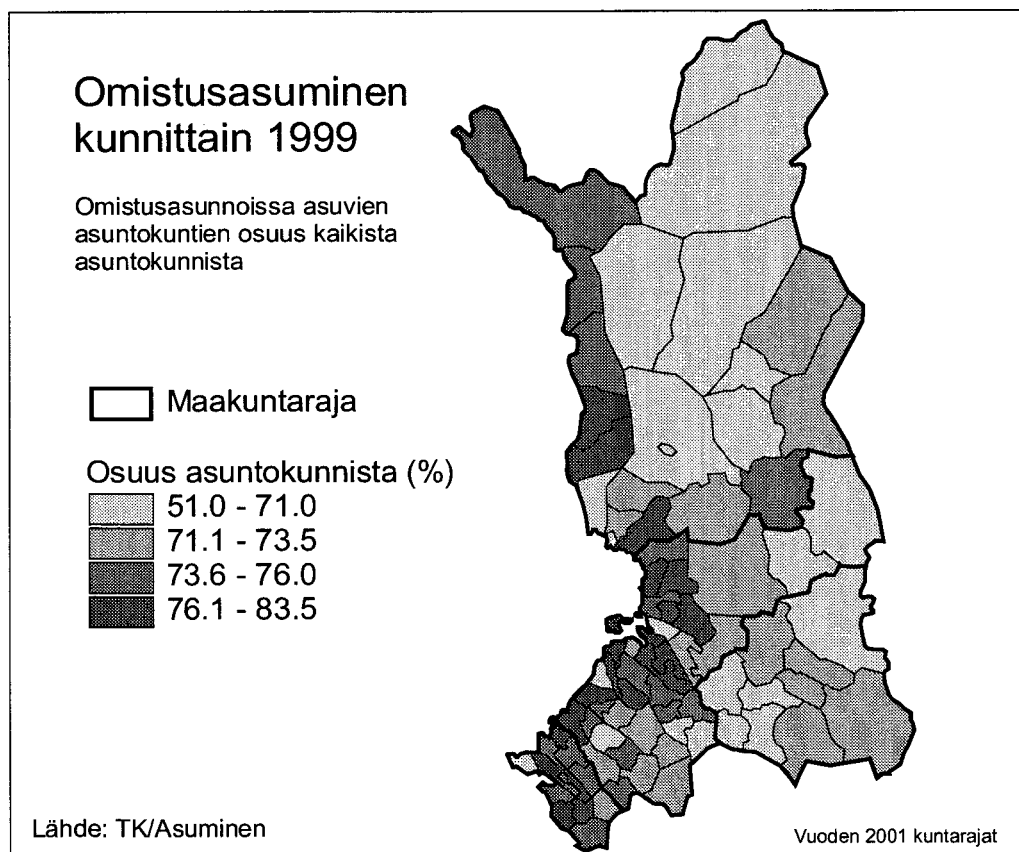 Omistusasuminen
kunnittain 1999
Omistusasunnoissa asuvien
asuntokuntien osuus kaikista
asuntokunnista
Maakuntaraja
Osuus asuntokunnista (%)
51.0 - 71.0
71.1 - 73.5
73.6 - 76.0
76.1 - 83.5
Lähde: TK/Asuminen
Vuoden 2001 kuntarajat